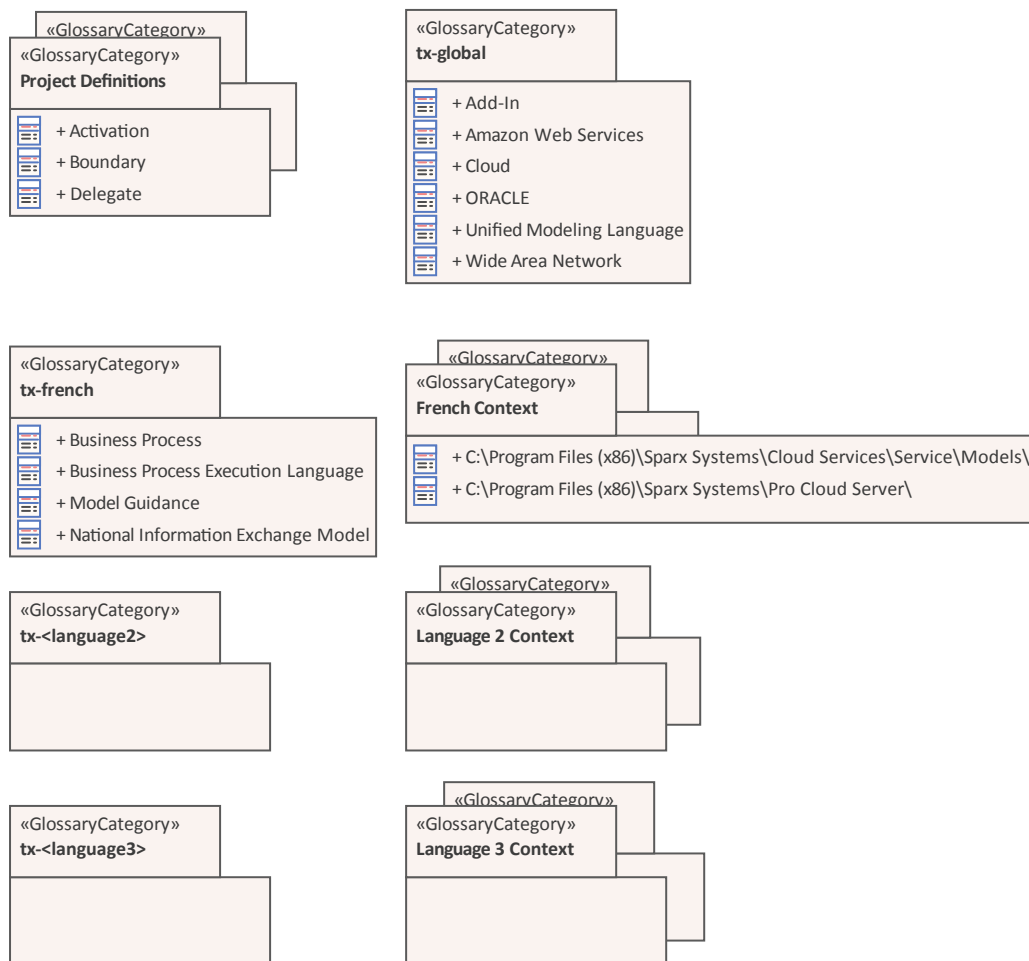 «GlossaryCategory»
«GlossaryCategory»
Project Definitions
+ Activation
+ Boundary
+ Delegate
«GlossaryCategory»
tx-global
+ Add-In
+ Amazon Web Services
+ Cloud
+ ORACLE
+ Unified Modeling Language
+ Wide Area Network
«GlossaryCategory»
tx-french
+ Business Process
+ Business Process Execution Language
+ Model Guidance
+ National Information Exchange Model
«GlossaryCategory»
«GlossaryCategory»
French Context
+ C:\Program Files (x86)\Sparx Systems\Cloud Services\Service\Models\
+ C:\Program Files (x86)\Sparx Systems\Pro Cloud Server\
«GlossaryCategory»
tx-<language2>
«GlossaryCategory»
«GlossaryCategory»
Language 2 Context
«GlossaryCategory»
tx-<language3>
«GlossaryCategory»
«GlossaryCategory»
Language 3 Context